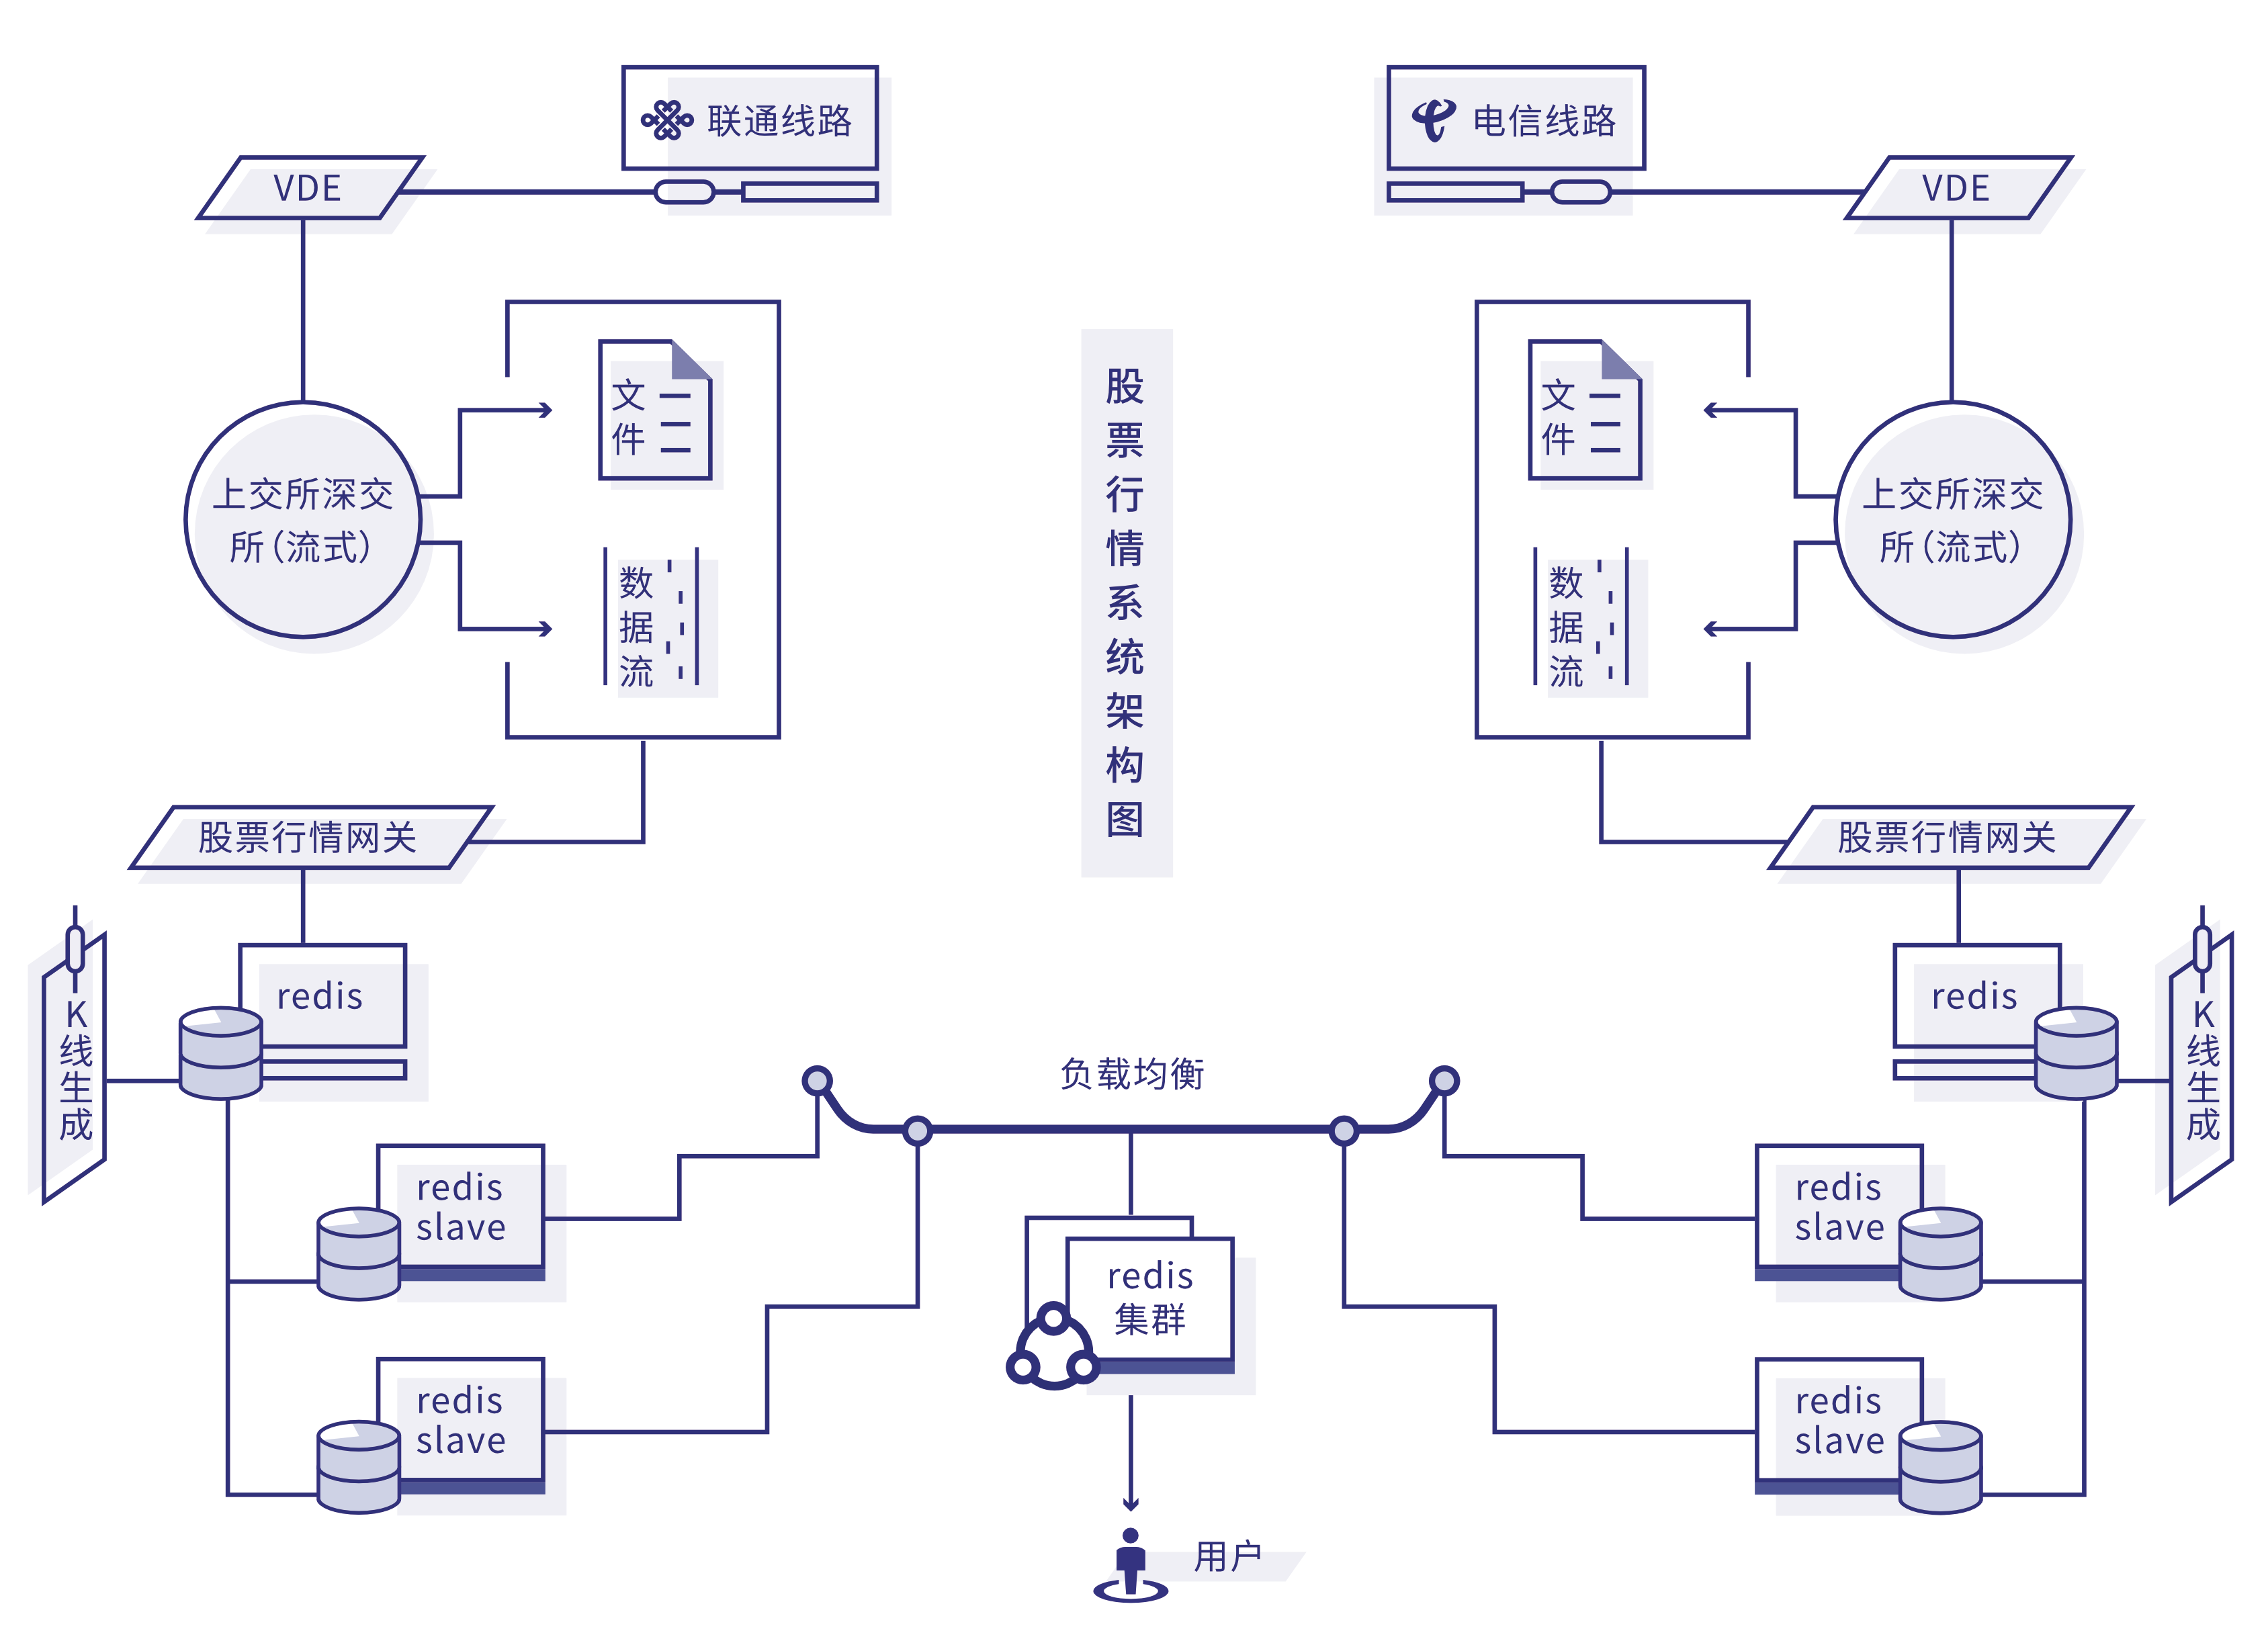 联通线路
电信线路
VDE
VDE
股票行情系统架构图
文件
文件
上交所深交
所(流式)
上交所深交
所(流式)
数据流
数据流
股票行情网关
股票行情网关
redis
redis
K线生成
K线生成
负载均衡
redis
slave
redis
slave
redis
集群
redis
slave
redis
slave
用户